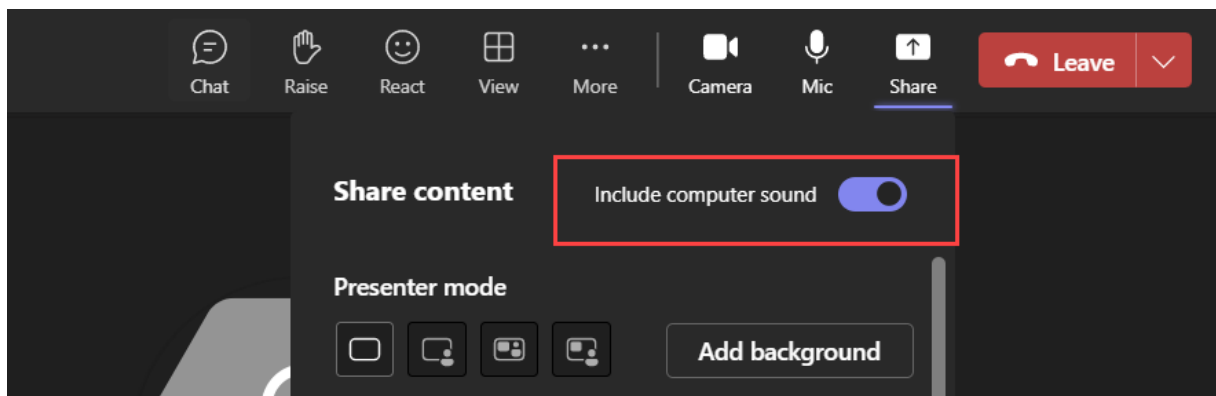 Chat Raise React View More Camera Mic Share Leave
Share content Include computer sound
Presenter mode
Add background